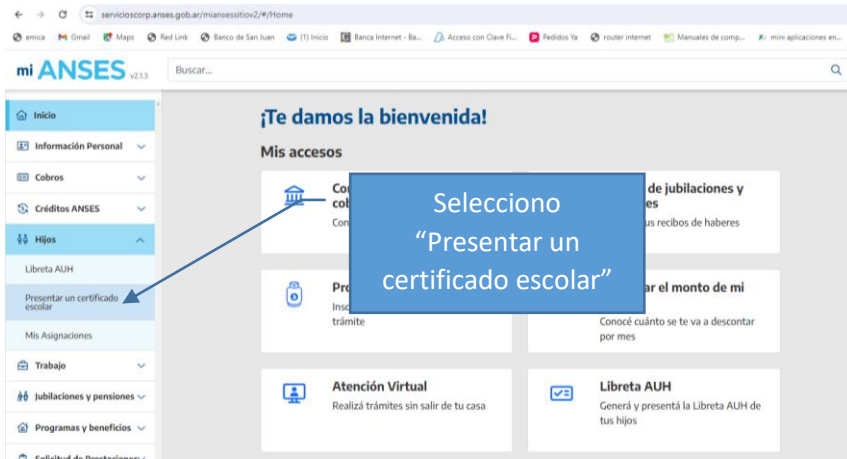 servicioscorp.anses.gob.ar/miansessitiov2/#/Home
emica
Gmail
Maps
Red Link
Banco de San Juan
(1) Inicio
Banca Internet - Ba...
Acceso con Clave Fi...
Pedidos Ya
router internet
Manuales de comp...
mini aplicaciones en...
mi ANSES v2.1.3
Buscar...
Inicio
Información Personal
Cobros
Créditos ANSES
Hijos
Libreta AUH
Presentar un certificado
escolar
Mis Asignaciones
Trabajo
Jubilaciones y pensiones
Programas y beneficios
Solicitud de Prestaciones
¡Te damos la bienvenida!
Mis accesos
de jubilaciones y
recibos de haberes
Selecciono
“Presentar un
certificado escolar”
trámite
ar el monto de mi
Conocé cuánto se te va a descontar
por mes
Atención Virtual
Realizá trámites sin salir de tu casa
Libreta AUH
Generá y presentá la Libreta AUH de
tus hijos